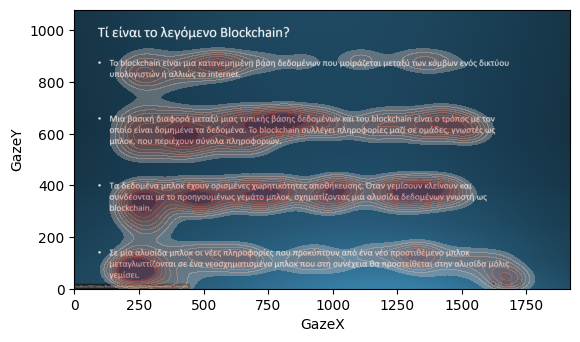 Τί είναι το λεγόμενο Blockchain?
• Το blockchain είναι μια κατανεμημένη βάση δεδομένων που μοιράζεται μεταξύ των κόμβων ενός δικτύου
υπολογιστών ή αλλιώς το internet.
• Μια βασική διαφορά μεταξύ μιας τυπικής βάσης δεδομένων και του blockchain είναι ο τρόπος με τον
οποίο είναι δομημένα τα δεδομένα. Το blockchain συλλέγει πληροφορίες μαζί σε ομάδες, γνωστές ως
μπλοκ, που περιέχουν σύνολα πληροφοριών.
• Τα δεδομένα μπλοκ έχουν ορισμένες χωρητικότητες αποθήκευσης. Όταν γεμίσουν κλείνουν και
συνδέονται με το προηγουμένως γεμάτο μπλοκ, σχηματίζοντας μια αλυσίδα δεδομένων γνωστή ως
blockchain.
• Σε μία αλυσίδα μπλοκ οι νέες πληροφορίες που προκύπτουν από ένα νέο προστιθέμενο μπλοκ
μεταγλωττίζονται σε ένα νεοσχηματισμένο μπλοκ που στη συνέχεια θα προστεθεί στην αλυσίδα μόλις
γεμίσει.
GazeY
1000
800
600
400
200
0
0 250 500 750 1000 1250 1500 1750
GazeX